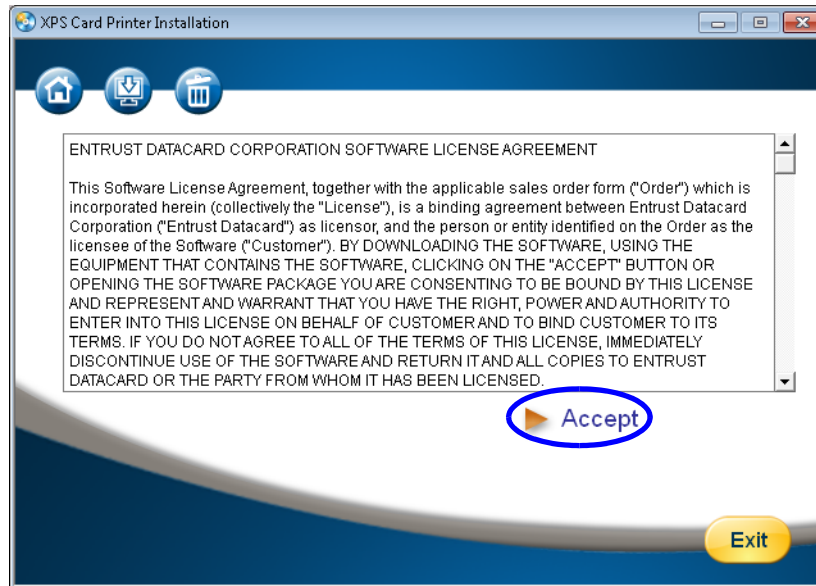 XPS Card Printer Installation
ENTRUST DATACARD CORPORATION SOFTWARE LICENSE AGREEMENT
This Software License Agreement, together with the applicable sales order form ("Order") which is
incorporated herein (collectively the "License"), is a binding agreement between Entrust Datacard
Corporation ("Entrust Datacard") as licensor, and the person or entity identified on the Order as the
licensee of the Software ("Customer"). BY DOWNLOADING THE SOFTWARE, USING THE
EQUIPMENT THAT CONTAINS THE SOFTWARE, CLICKING ON THE "ACCEPT" BUTTON OR
OPENING THE SOFTWARE PACKAGE YOU ARE CONSENTING TO BE BOUND BY THIS LICENSE
AND REPRESENT AND WARRANT THAT YOU HAVE THE RIGHT, POWER AND AUTHORITY TO
ENTER INTO THIS LICENSE ON BEHALF OF CUSTOMER AND TO BIND CUSTOMER TO ITS
TERMS. IF YOU DO NOT AGREE TO ALL OF THE TERMS OF THIS LICENSE, IMMEDIATELY
DISCONTINUE USE OF THE SOFTWARE AND RETURN IT AND ALL COPIES TO ENTRUST
DATACARD OR THE PARTY FROM WHOM IT HAS BEEN LICENSED.
Accept
Exit